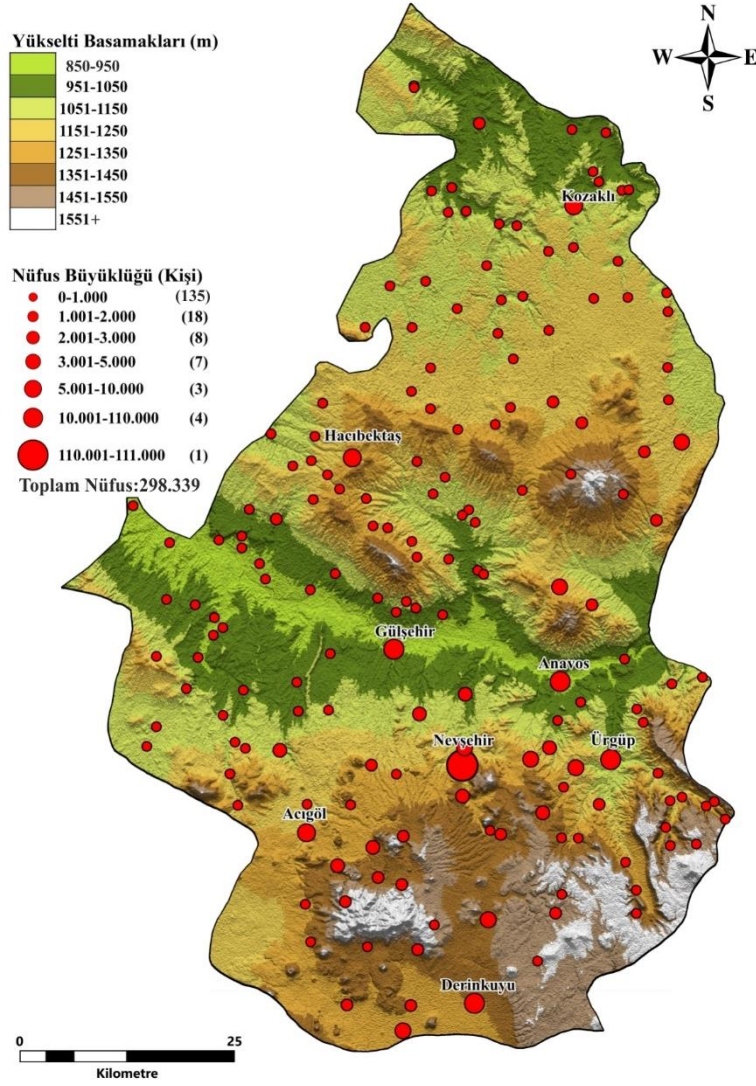 Yükselti Basamakları (m)
850-950
951-1050
1051-1150
1151-1250
1251-1350
1351-1450
1451-1550
1551+
N
W E
S
Nüfus Büyüklüğü (Kişi)
0-1.000 (135)
1.001-2.000 (18)
2.001-3.000 (8)
3.001-5.000 (7)
5.001-10.000 (3)
10.001-110.000 (4)
110.001-111.000 (1)
Toplam Nüfus:298.339
Kozaklı
Hacıbektaş
Gülşehir
Anavos
Nevşehir
Ürgüp
Acıgöl
Derinkuyu
0 25
Kilometre